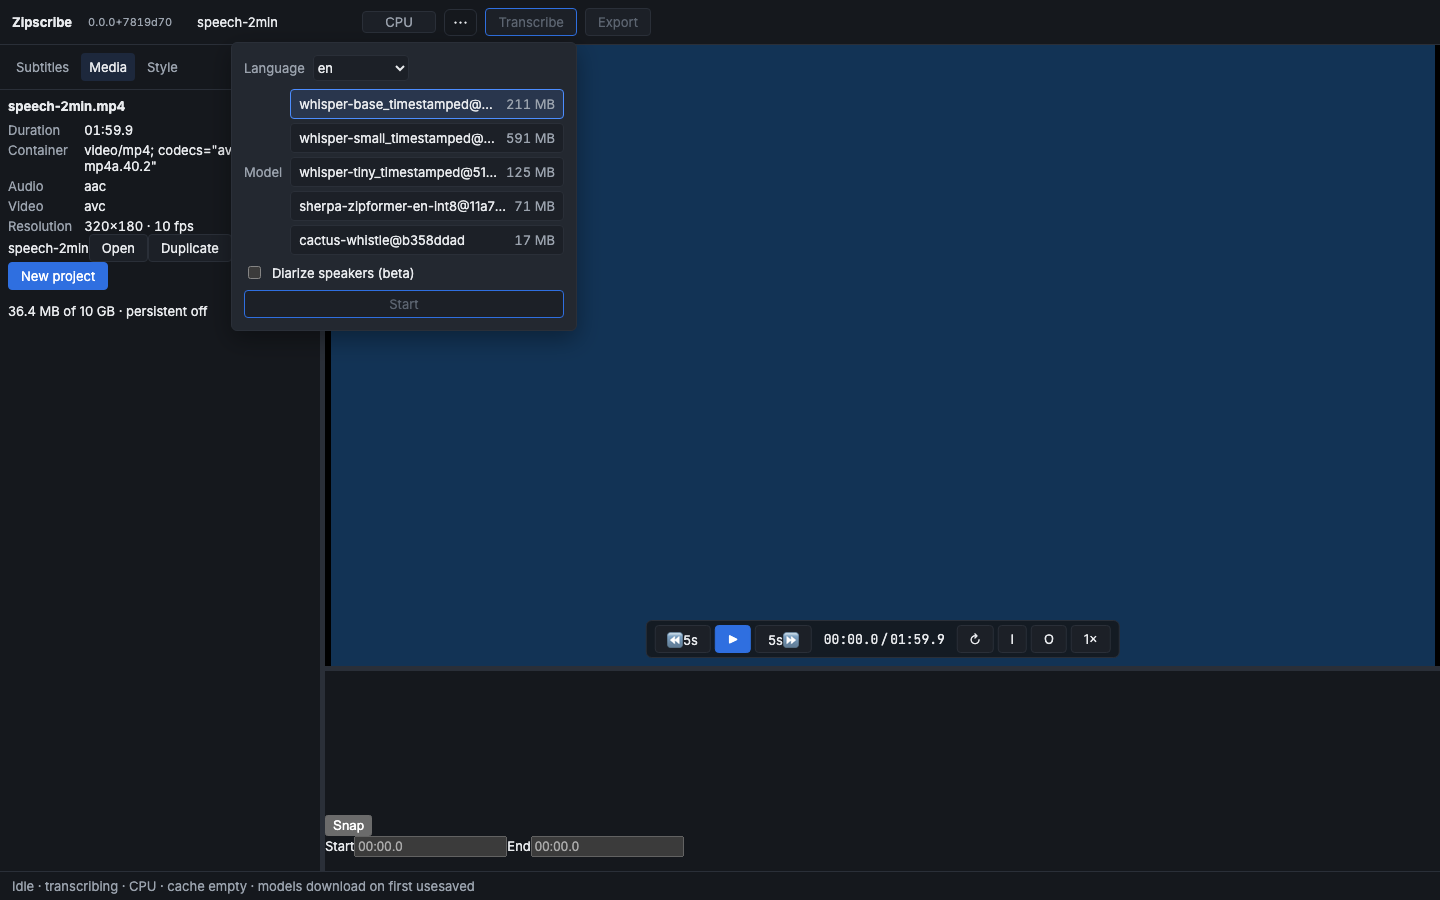 Zipscribe 0.0.0+7819d70 speech-2min CPU ··· Transcribe Export
Subtitles Media Style
speech-2min.mp4
Duration 01:59.9
Container video/mp4; codecs="av
mp4a.40.2"
Audio aac
Video avc
Resolution 320×180 · 10 fps
speech-2min Open Duplicate
New project
36.4 MB of 10 GB · persistent off
Language en
Model
whisper-base_timestamped@... 211 MB
whisper-small_timestamped@... 591 MB
whisper-tiny_timestamped@51... 125 MB
sherpa-zipformer-en-int8@11a7... 71 MB
cactus-whistle@b358ddad 17 MB
Diarize speakers (beta)
Start
⏪5s ▶ 5s⏩ 00:00.0/01:59.9 ↻ I O 1×
Snap
Start 00:00.0 End 00:00.0
Idle · transcribing · CPU · cache empty · models download on first usesaved